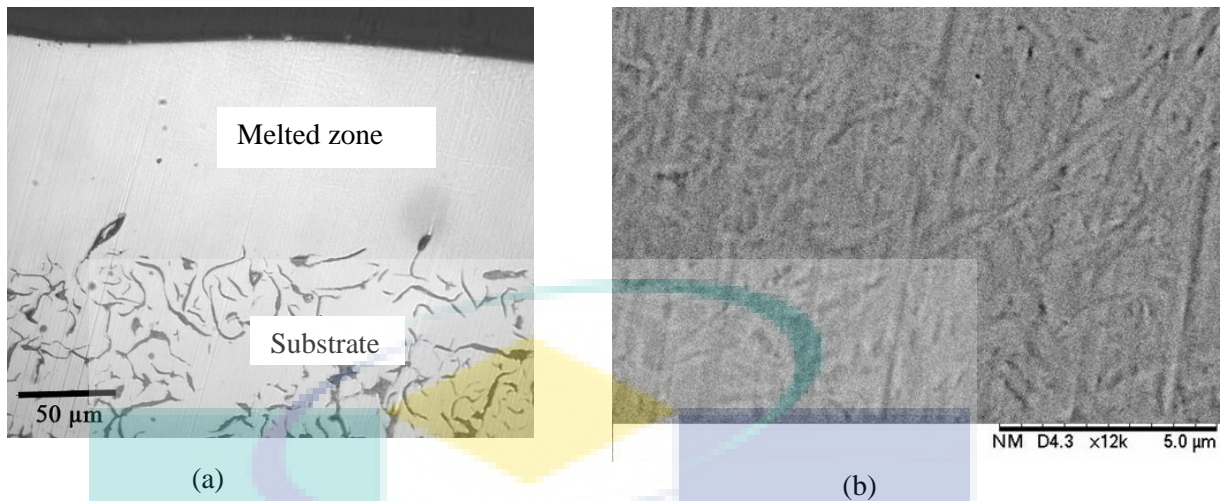 Melted zone
Substrate
50 µm
NM D4.3 x12k 5.0 µm
(a)
(b)